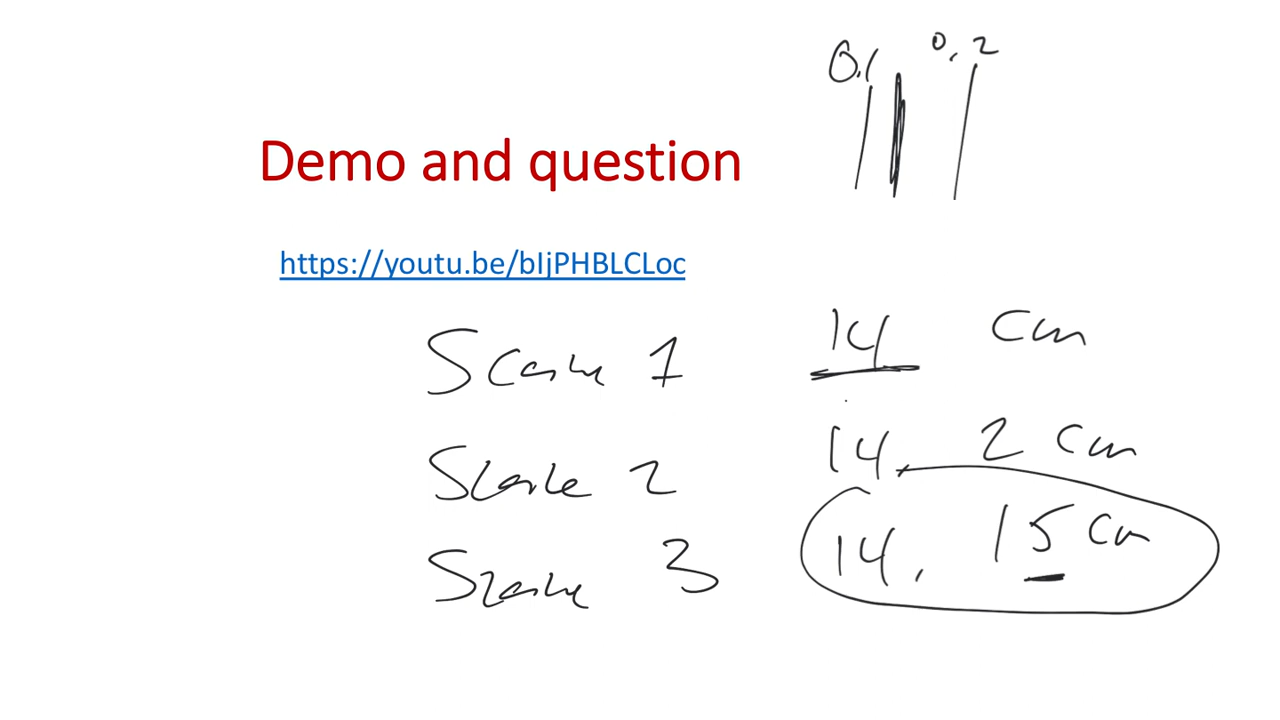 0.1 0, 2
Demo and question
https://youtu.be/bIjPHBLCLoc
Scale 1 14 cm
Scale 2 14. 2 cm
Scale 3 14, 15 cm